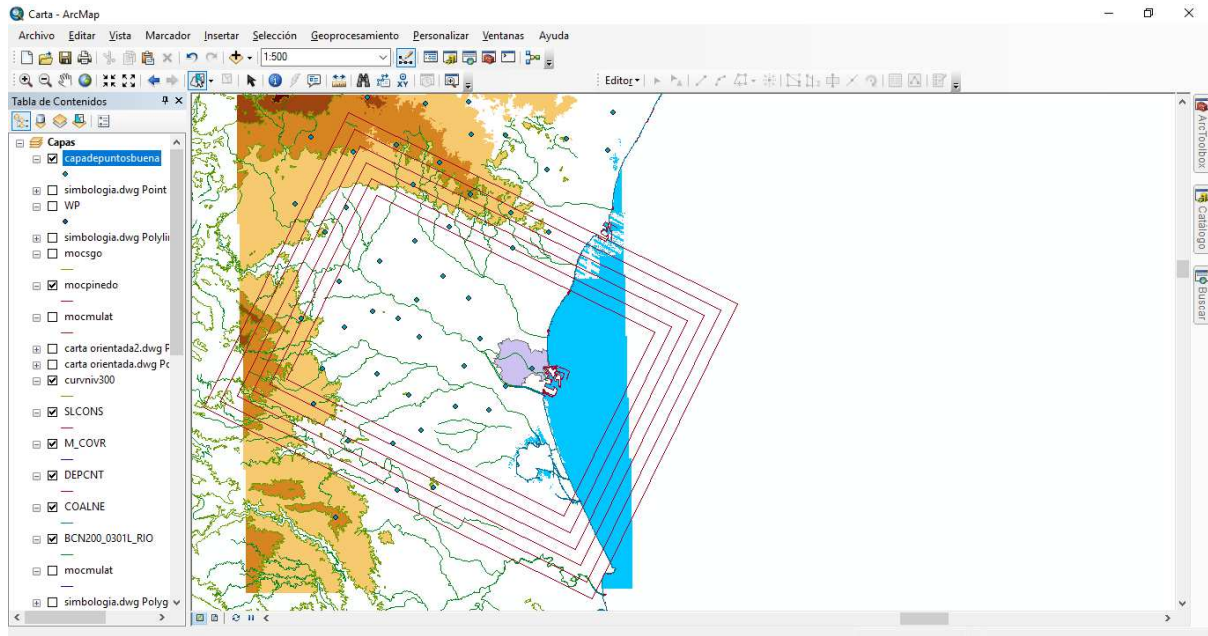 Carta - ArcMap
Archivo Editar Vista Marcador Insertar Selección Geoprocesamiento Personalizar Ventanas Ayuda
1:500
Editor
Tabla de Contenidos
Capas
capadepuntosbuena
simbologia.dwg Point
WP
simbologia.dwg Polylin
mocsgo
mocpinedo
mocmulat
carta orientada2.dwg P
carta orientada.dwg Po
curvniv300
SLCONS
M_COVR
DEPCNT
COALNE
BCN200_0301L_RIO
mocmulat
simbologia.dwg Polyg
ArcToolbox
Catálogo
Buscar